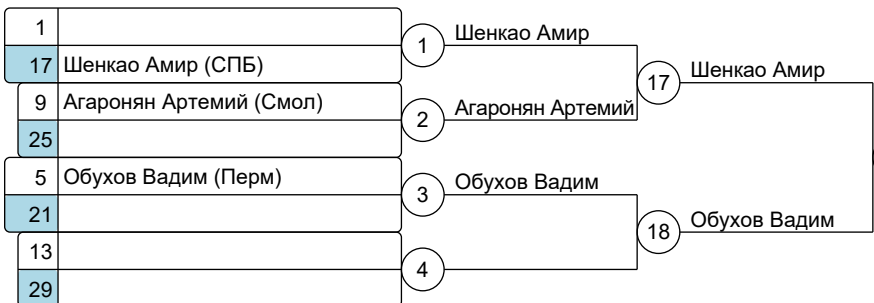 1
17 Шенкао Амир (СПБ)
9 Агаронян Артемий (Смол)
25
5 Обухов Вадим (Перм)
21
13
29
1 Шенкао Амир
2 Агаронян Артемий
3 Обухов Вадим
4
17 Шенкао Амир
18 Обухов Вадим